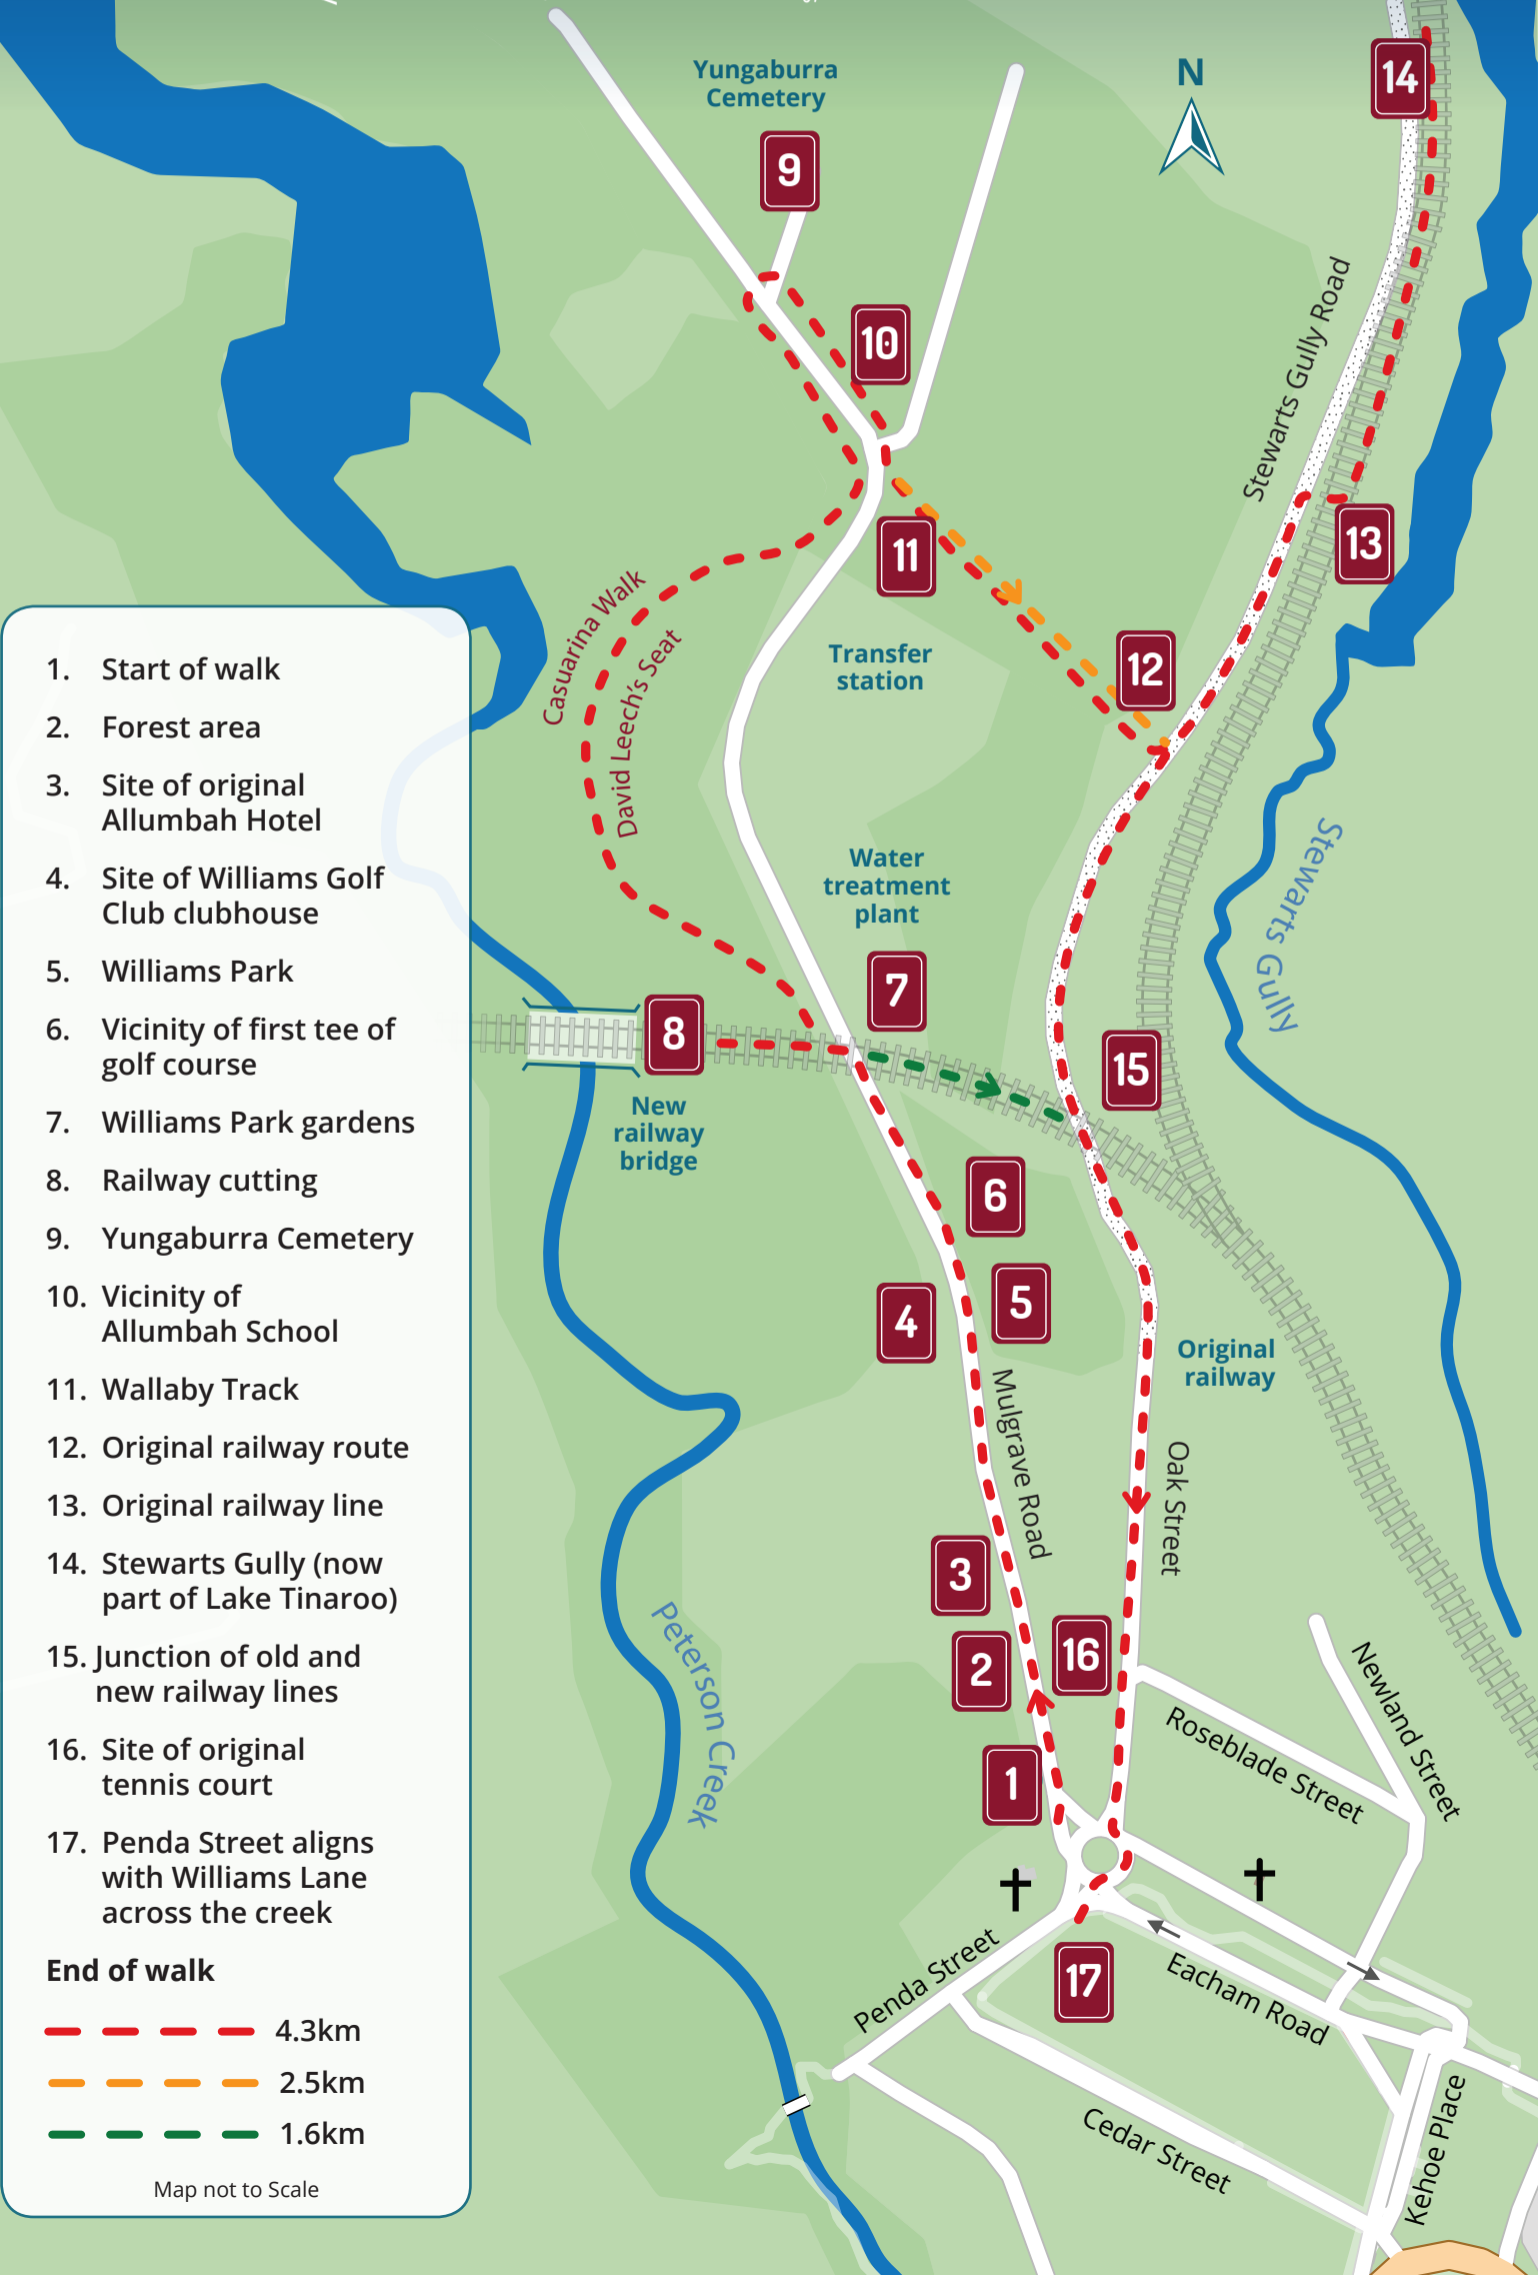 Yungaburra
Cemetery
N
14
9
10
Stewarts Gully Road
11
13
Casuarina Walk
David Leech's Seat
Transfer
station
12
Stewarts Gully
Water
treatment
plant
7
8
15
New
railway
bridge
6
5
4
Original
railway
Mulgrave Road
Oak Street
3
2
16
Peterson Creek
Roseblade Street
Newland Street
1
17
Penda Street
Eacham Road
Cedar Street
Kehoe Place
1. Start of walk
2. Forest area
3. Site of original
Allumbah Hotel
4. Site of Williams Golf
Club clubhouse
5. Williams Park
6. Vicinity of first tee of
golf course
7. Williams Park gardens
8. Railway cutting
9. Yungaburra Cemetery
10. Vicinity of
Allumbah School
11. Wallaby Track
12. Original railway route
13. Original railway line
14. Stewarts Gully (now
part of Lake Tinaroo)
15. Junction of old and
new railway lines
16. Site of original
tennis court
17. Penda Street aligns
with Williams Lane
across the creek
End of walk
4.3km
2.5km
1.6km
Map not to Scale